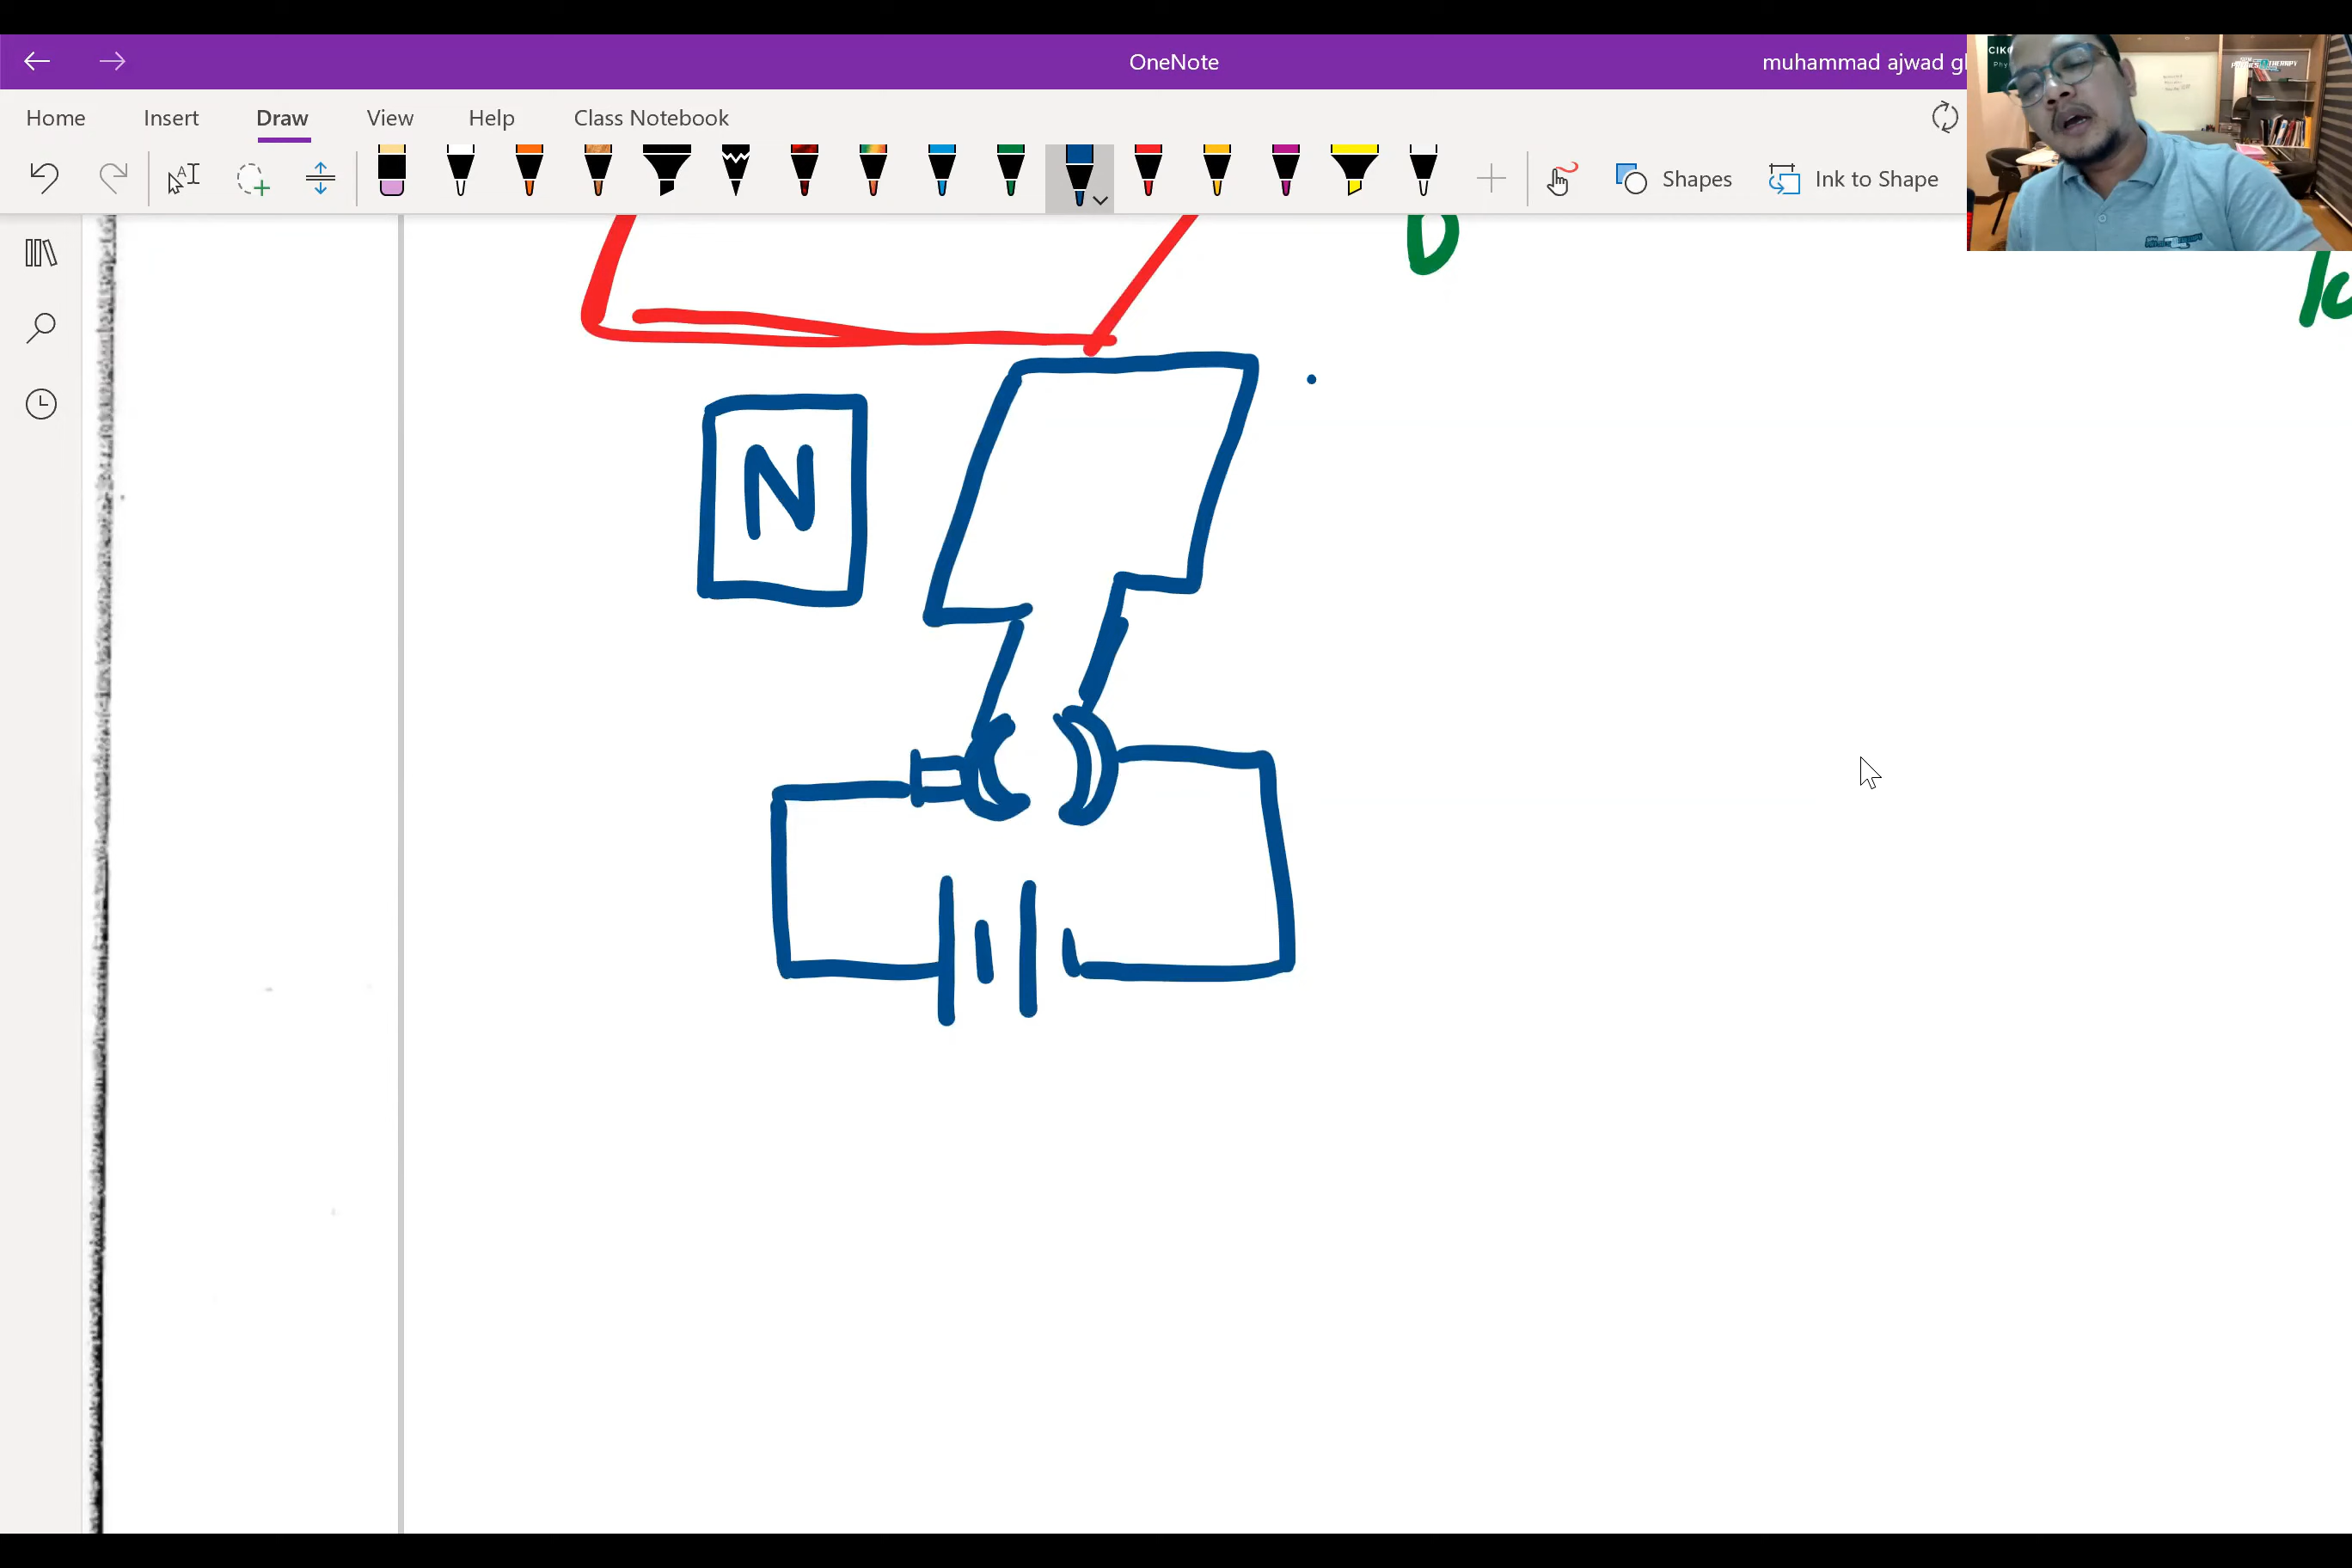 OneNote
muhammad ajwad
Home
Insert
Draw
View
Help
Class Notebook
Shapes
Ink to Shape
N